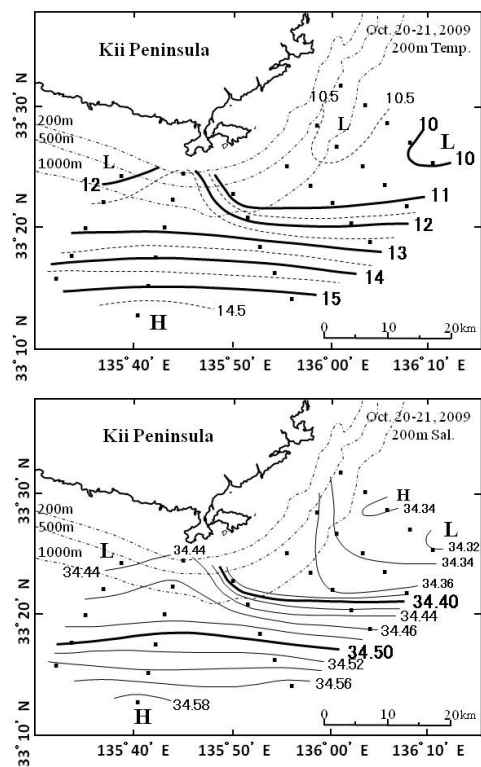 Kii Peninsula
Oct. 20-21, 2009
200m Temp.
10.5
10.5
33°30' N
200m
500m
1000m
L
L
10
L
10
12
11
12
33°20' N
13
14
15
14.5
H
33°10' N
0 10 20km
135°40' E 135°50' E 136°00' E 136°10' E
Kii Peninsula
Oct. 20-21, 2009
200m Sal.
H
34.34
33°30' N
200m
500m
1000m
L
34.44
L
34.32
34.34
34.44
34.36
34.40
34.44
33°20' N
34.46
34.50
34.52
34.56
34.58
H
33°10' N
0 10 20km
135°40' E 135°50' E 136°00' E 136°10' E